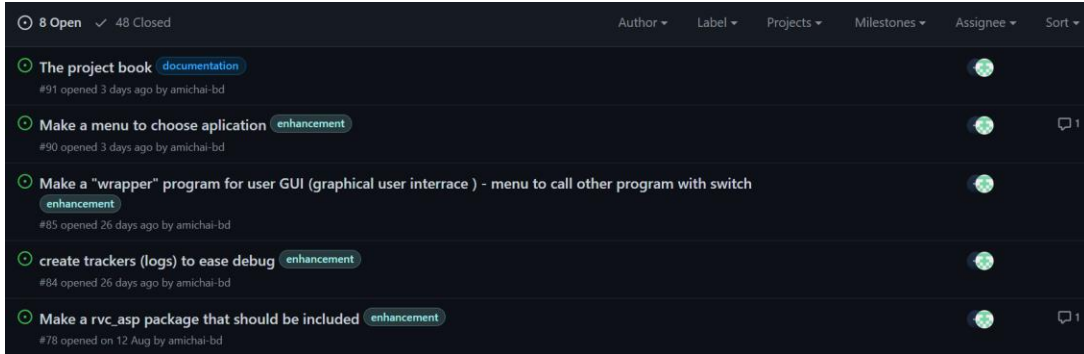 8 Open 48 Closed Author Label Projects Milestones Assignee Sort
The project book documentation
#91 opened 3 days ago by amichai-bd
Make a menu to choose aplication enhancement
1
#90 opened 3 days ago by amichai-bd
Make a "wrapper" program for user GUI (graphical user interrace ) - menu to call other program with switch
enhancement
#85 opened 26 days ago by amichai-bd
create trackers (logs) to ease debug enhancement
#84 opened 26 days ago by amichai-bd
Make a rvc_asp package that should be included enhancement
1
#78 opened on 12 Aug by amichai-bd